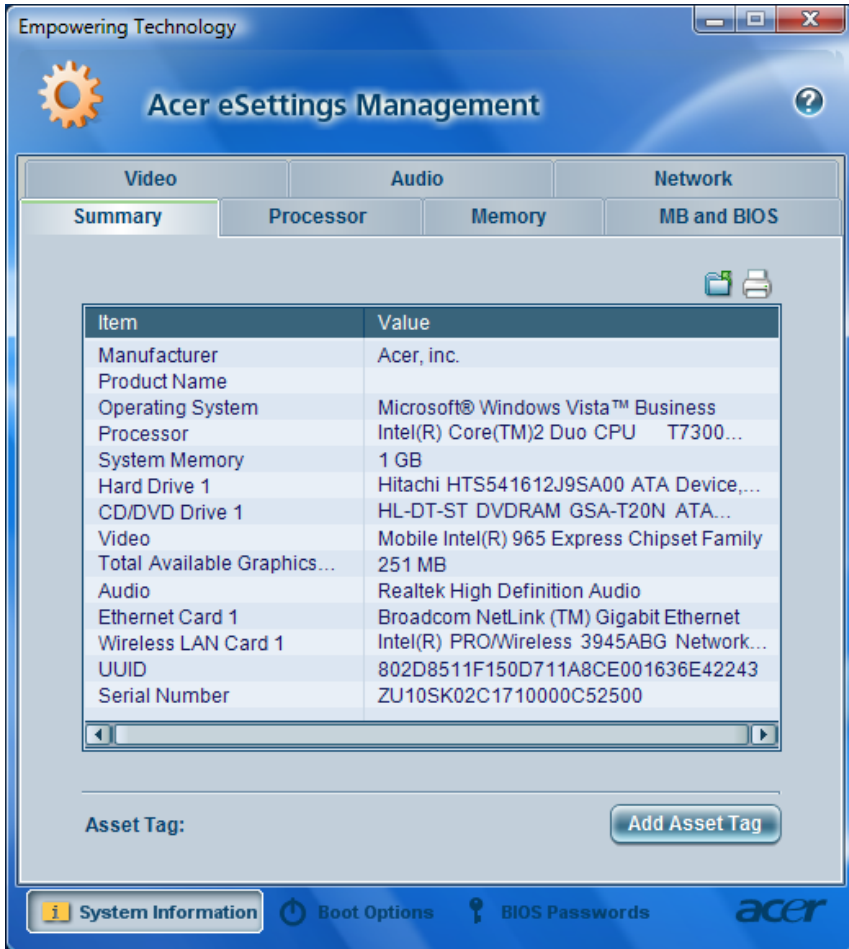 Empowering Technology
Acer eSettings Management
Video Audio Network
Summary Processor Memory MB and BIOS
Item Value
Manufacturer Acer, inc.
Product Name
Operating System Microsoft® Windows Vista™ Business
Processor Intel(R) Core(TM)2 Duo CPU T7300...
System Memory 1 GB
Hard Drive 1 Hitachi HTS541612J9SA00 ATA Device,...
CD/DVD Drive 1 HL-DT-ST DVDRAM GSA-T20N ATA...
Video Mobile Intel(R) 965 Express Chipset Family
Total Available Graphics... 251 MB
Audio Realtek High Definition Audio
Ethernet Card 1 Broadcom NetLink (TM) Gigabit Ethernet
Wireless LAN Card 1 Intel(R) PRO/Wireless 3945ABG Network...
UUID 802D8511F150D711A8CE001636E42243
Serial Number ZU10SK02C1710000C52500
Asset Tag: Add Asset Tag
System Information Boot Options BIOS Passwords acer